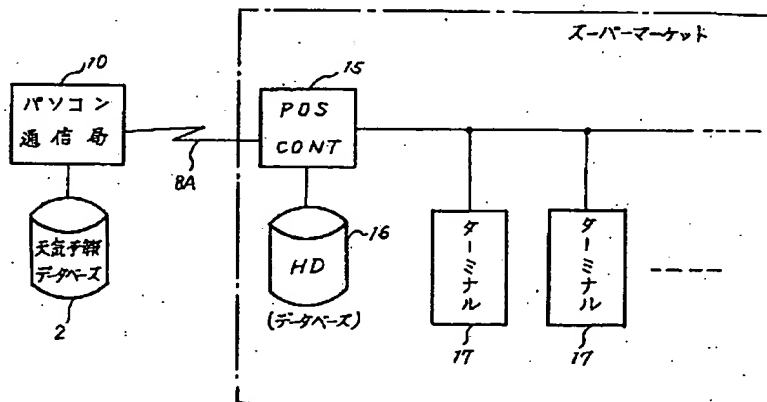 スーパーマーケット
10
パソコン
通信局
15
POS
CONT
8A
天気予報
データベース
2
16
HD
(データベース)
ターミナル
17
ターミナル
17